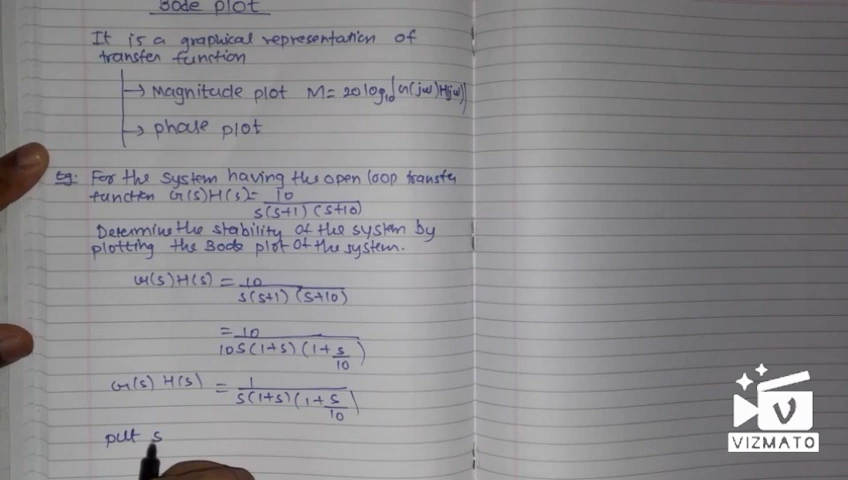 Bode plot
It is a graphical representation of
transfer function
→ Magnitude plot M = 20 log₁₀|G(jω)H(jω)|
→ phase plot
Eg: For the system having the open loop transfer
function G(s)H(s) = 10 / s(s+1)(s+10)
Determine the stability of the system by
plotting the Bode plot of the system.
G(s)H(s) = 10 / s(s+1)(s+10)
= 10 / 10s(1+s)(1+s/10)
G(s)H(s) = 1 / s(1+s)(1+s/10)
put s
V
VIZMATO